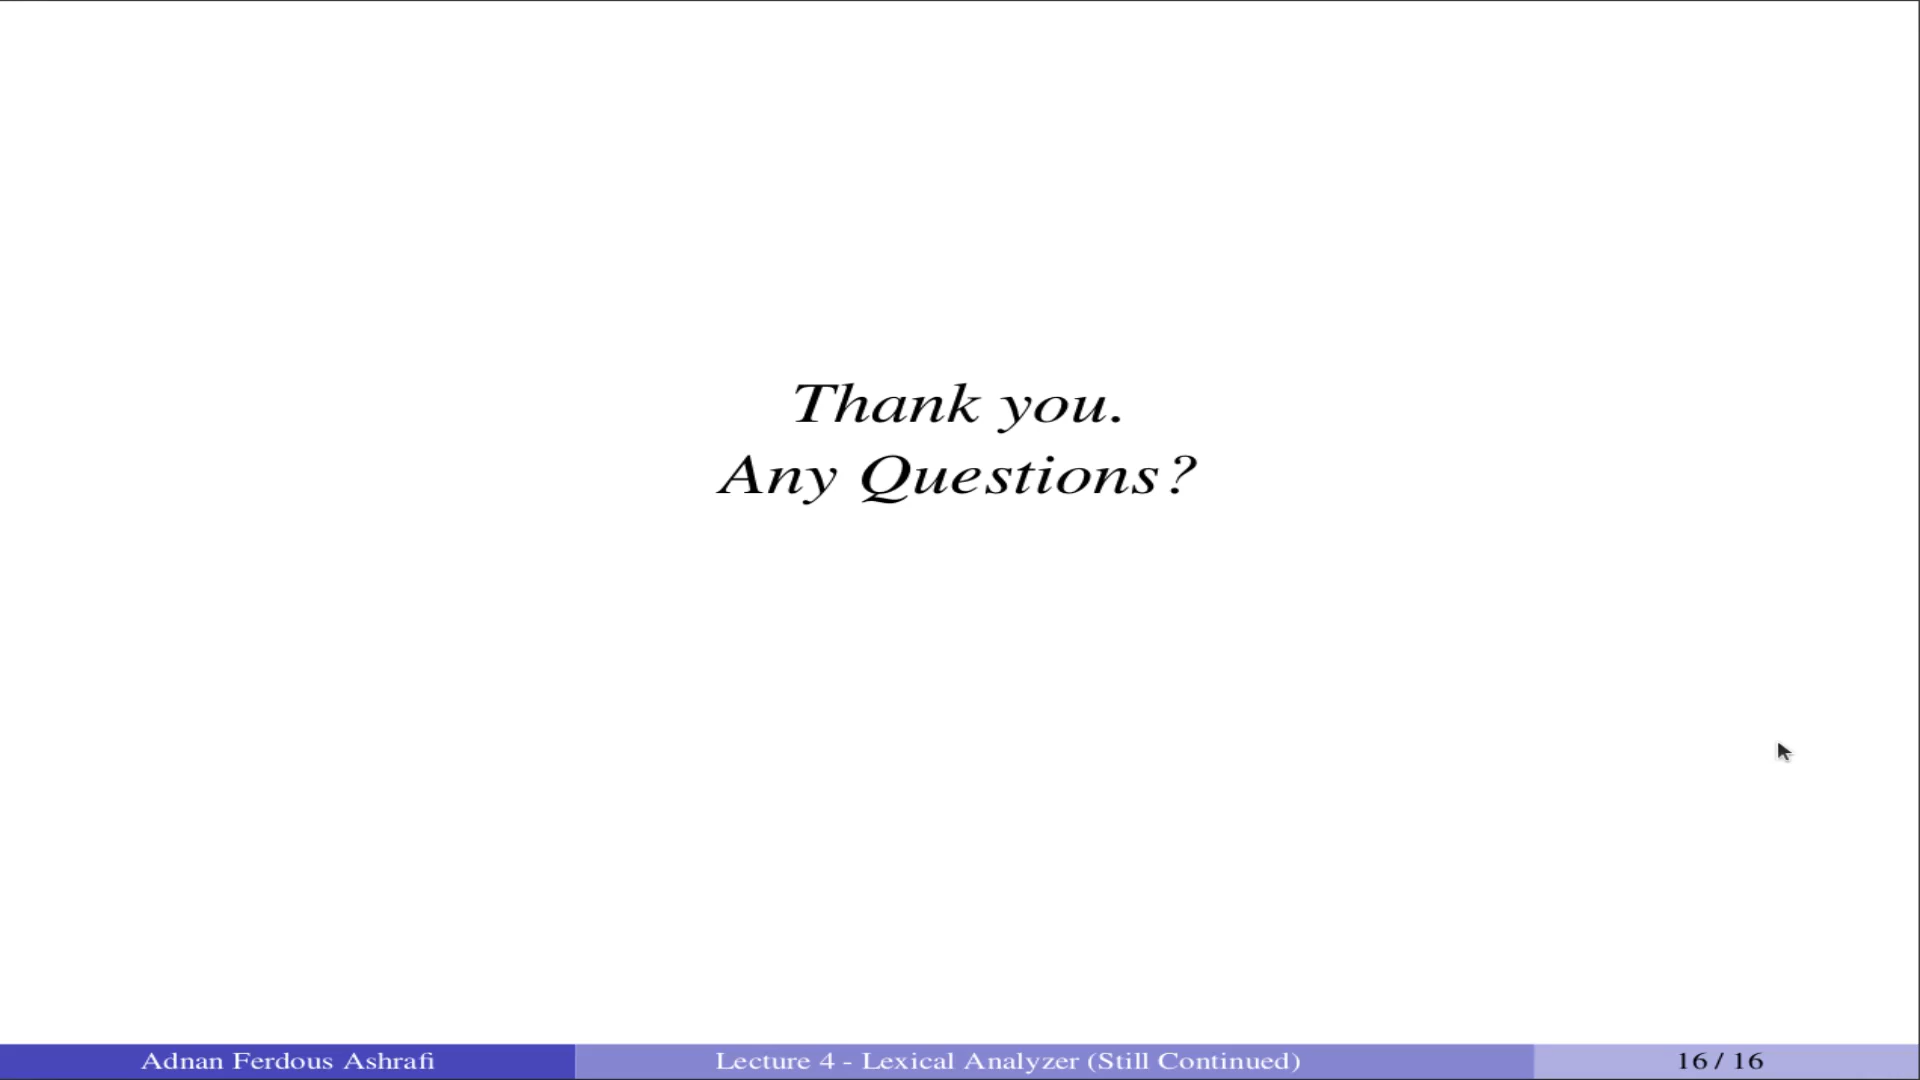 Thank you.
Any Questions?
Adnan Ferdous Ashrafi
Lecture 4 - Lexical Analyzer (Still Continued)
16 / 16